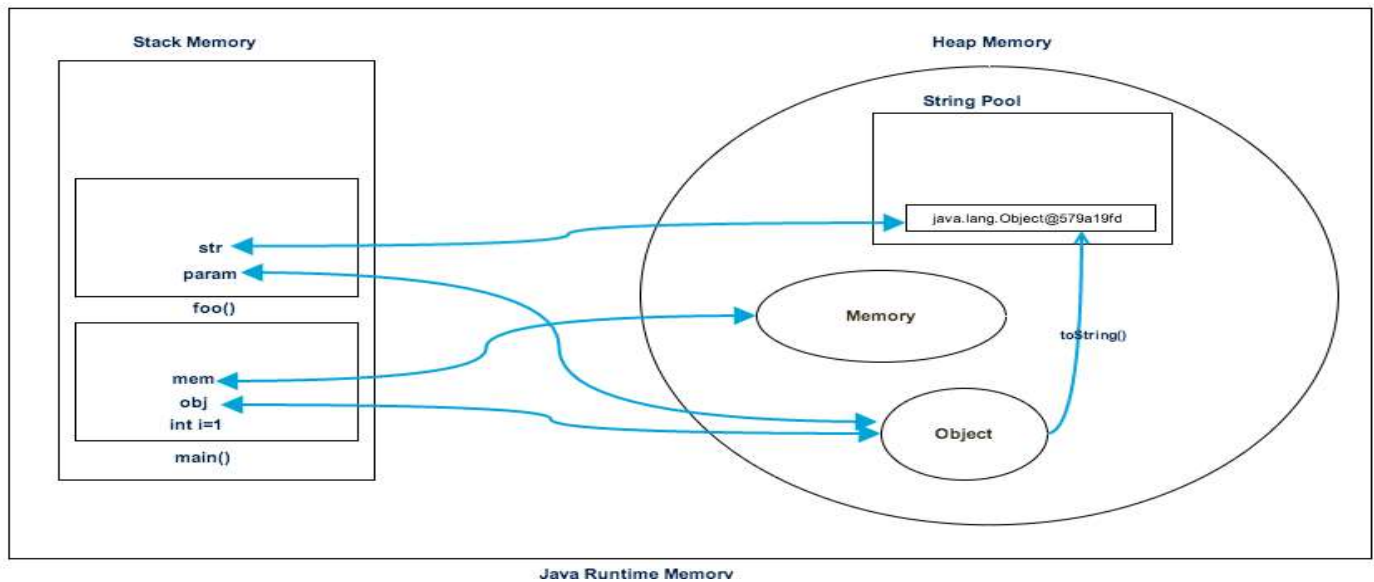 Stack Memory
Heap Memory
String Pool
java.lang.Object@579a19fd
str
param
foo()
Memory
toString()
mem
obj
int i=1
main()
Object
Java Runtime Memory